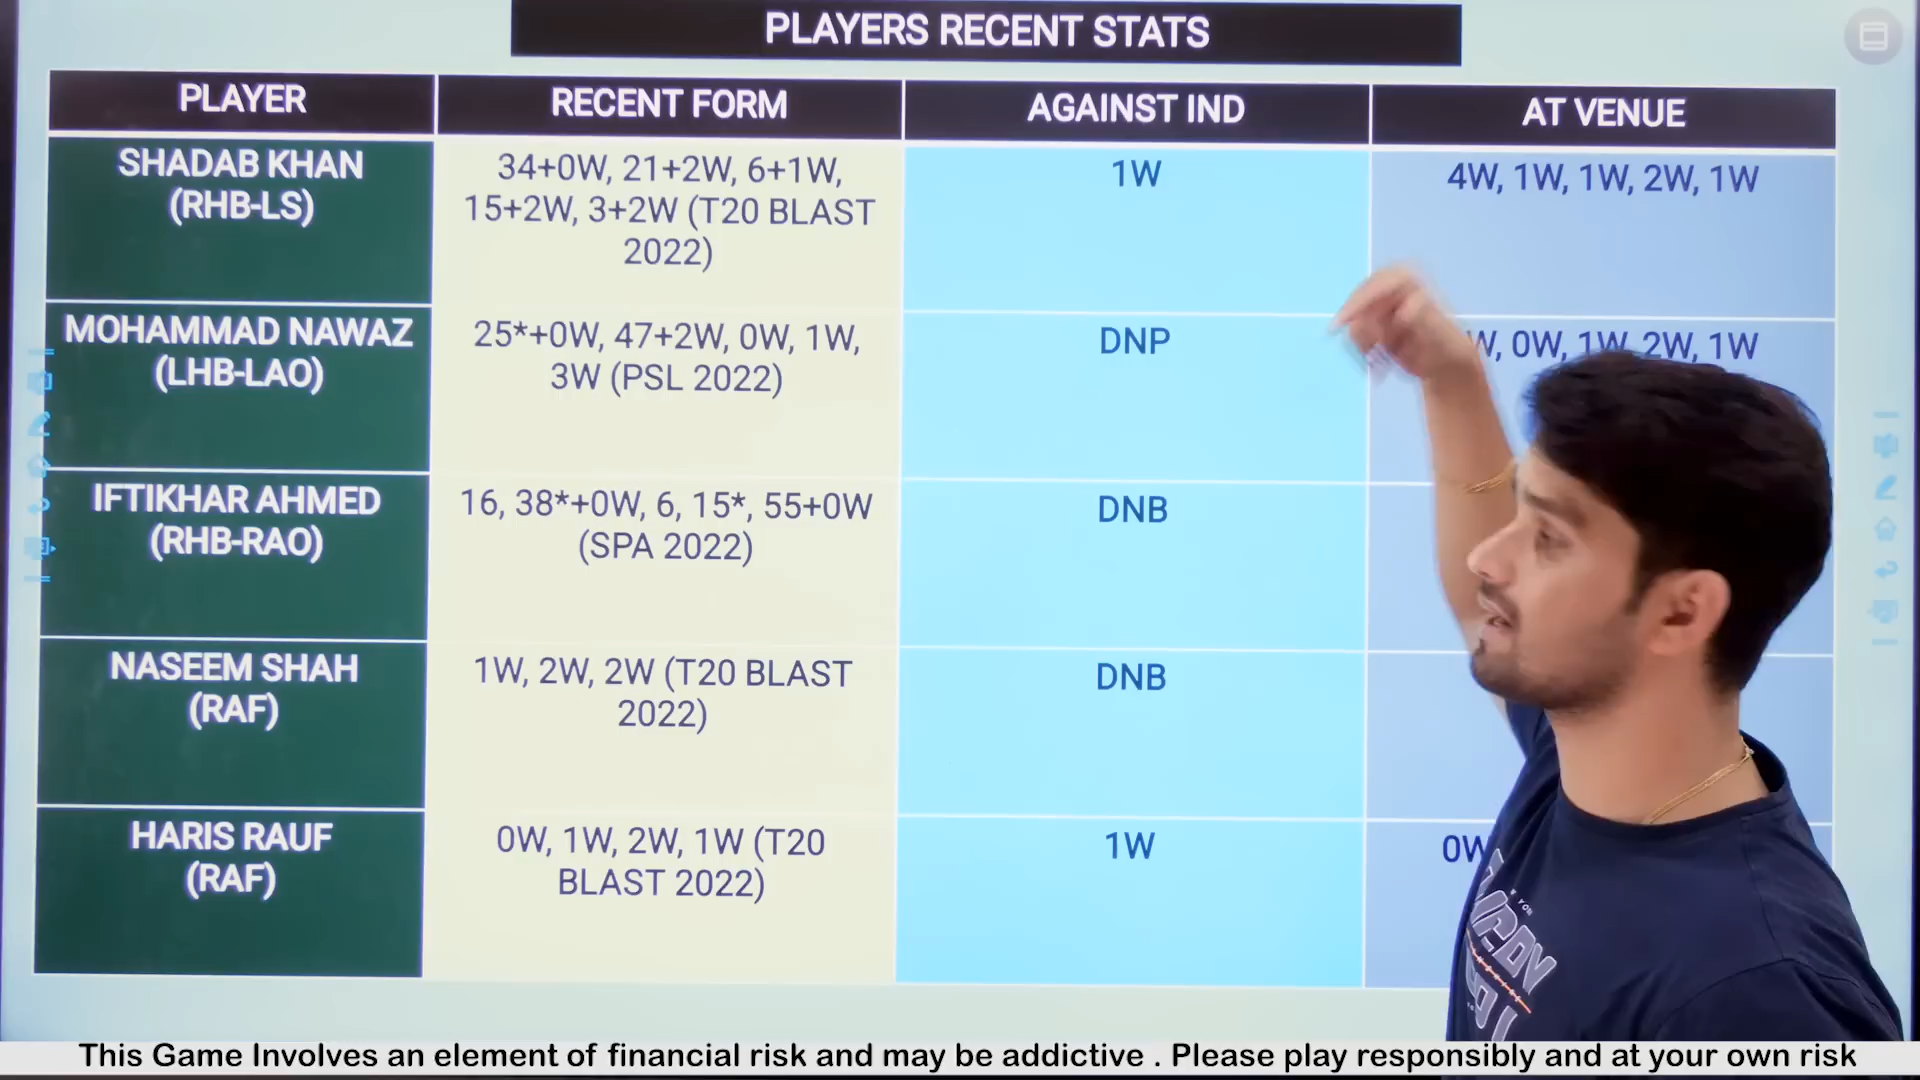 PLAYERS RECENT STATS
PLAYER
RECENT FORM
AGAINST IND
AT VENUE
SHADAB KHAN
(RHB-LS)
34+0W, 21+2W, 6+1W,
15+2W, 3+2W (T20 BLAST
2022)
1W
4W, 1W, 1W, 2W, 1W
MOHAMMAD NAWAZ
(LHB-LAO)
25*+0W, 47+2W, 0W, 1W,
3W (PSL 2022)
DNP
0W, 1W, 2W, 1W
IFTIKHAR AHMED
(RHB-RAO)
16, 38*+0W, 6, 15*, 55+0W
(SPA 2022)
DNB
NASEEM SHAH
(RAF)
1W, 2W, 2W (T20 BLAST
2022)
DNB
HARIS RAUF
(RAF)
0W, 1W, 2W, 1W (T20
BLAST 2022)
1W
0W
This Game Involves an element of financial risk and may be addictive . Please play responsibly and at your own risk